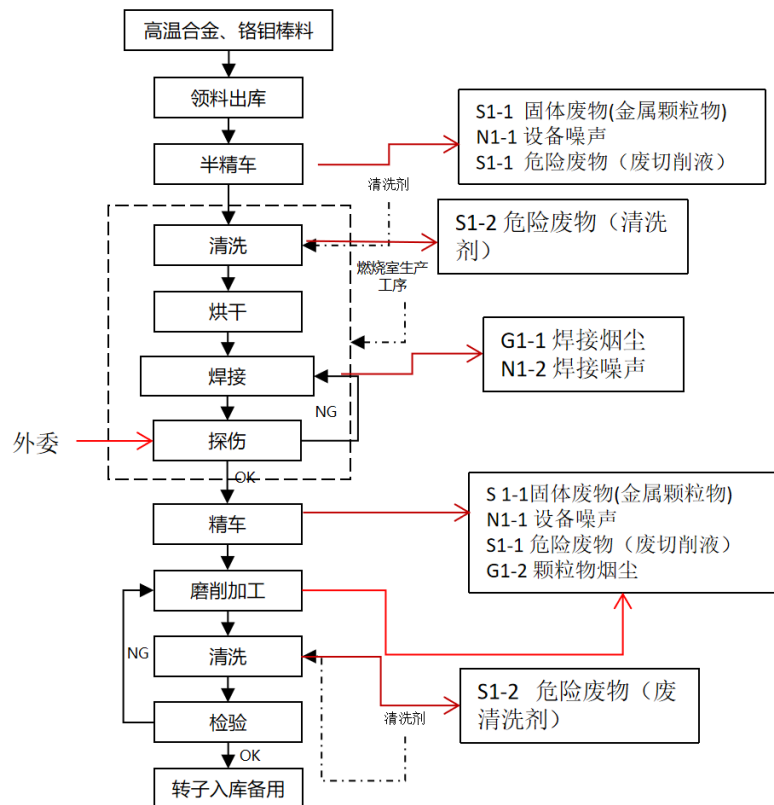 高温合金、铬钼棒料
领料出库
半精车
S1-1 固体废物(金属颗粒物)
N1-1 设备噪声
S1-1 危险废物（废切削液）
清洗剂
清洗
S1-2 危险废物（清洗
剂）
燃烧室生产
工序
烘干
焊接
G1-1 焊接烟尘
N1-2 焊接噪声
NG
外委
探伤
OK
精车
S 1-1固体废物(金属颗粒物)
N1-1 设备噪声
S1-1 危险废物（废切削液）
G1-2 颗粒物烟尘
磨削加工
NG
清洗
S1-2 危险废物（废
清洗剂）
清洗剂
检验
OK
转子入库备用